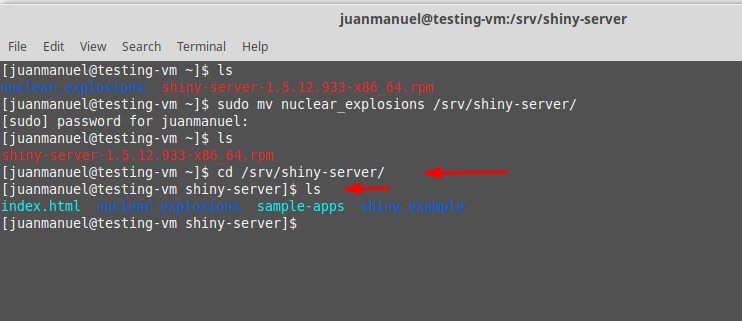 juanmanuel@testing-vm:/srv/shiny-server
File Edit View Search Terminal Help
[juanmanuel@testing-vm ~]$ ls
nuclear_explosions shiny-server-1.5.12.933-x86_64.rpm
[juanmanuel@testing-vm ~]$ sudo mv nuclear_explosions /srv/shiny-server/
[sudo] password for juanmanuel:
[juanmanuel@testing-vm ~]$ ls
shiny-server-1.5.12.933-x86_64.rpm
[juanmanuel@testing-vm ~]$ cd /srv/shiny-server/
[juanmanuel@testing-vm shiny-server]$ ls
index.html nuclear_explosions sample-apps shiny_example
[juanmanuel@testing-vm shiny-server]$